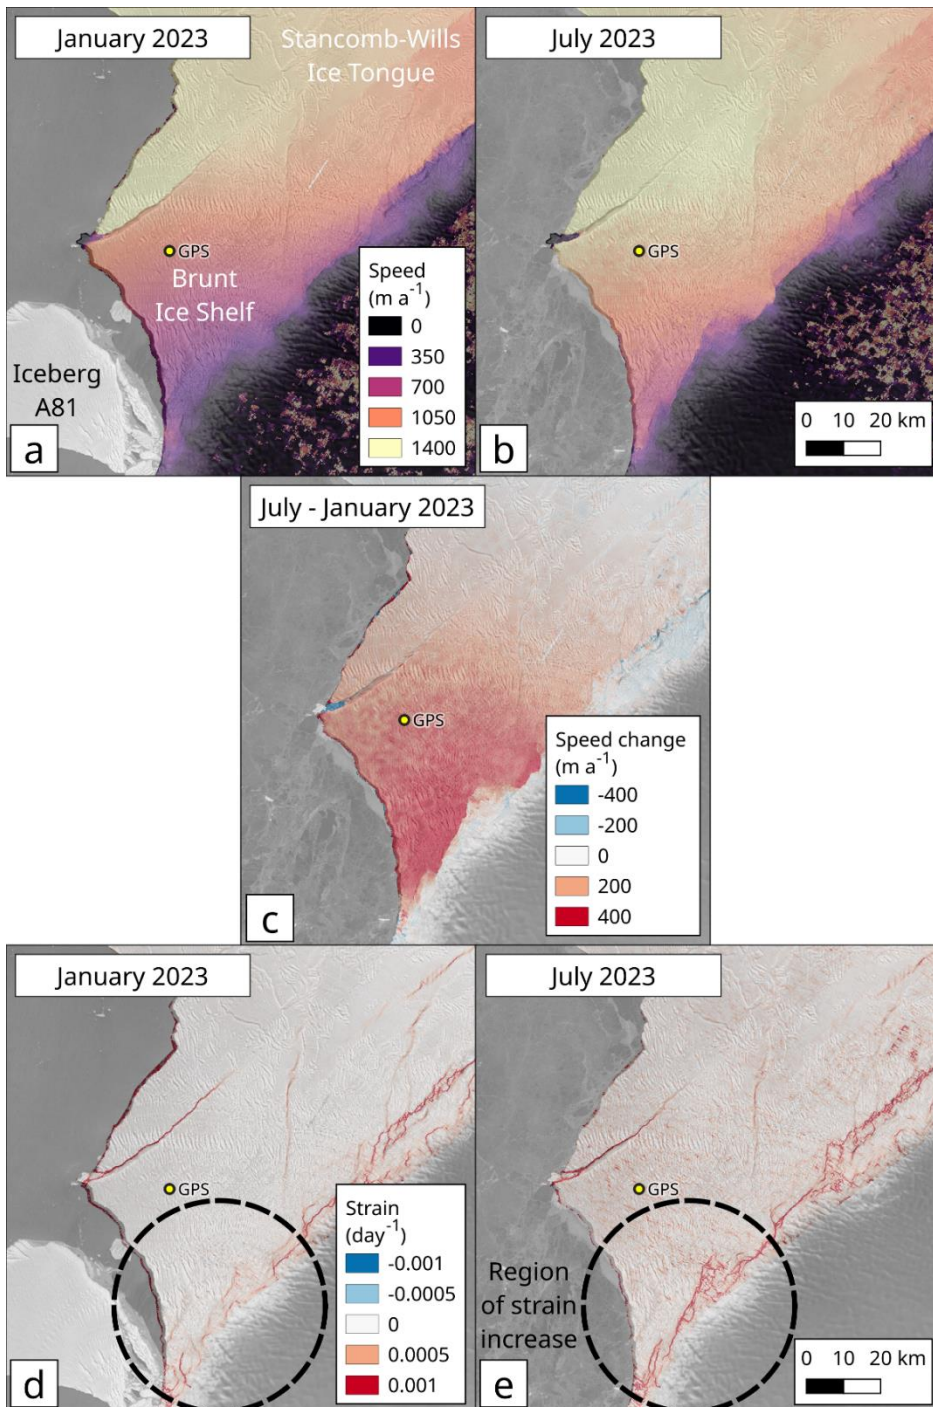 January 2023
Stancomb-Wills
Ice Tongue
GPS
Brunt
Ice Shelf
Iceberg
A81
Speed
(m a⁻¹)
0
350
700
1050
1400
a
July 2023
GPS
0 10 20 km
b
July - January 2023
GPS
Speed change
(m a⁻¹)
-400
-200
0
200
400
c
January 2023
GPS
Strain
(day⁻¹)
-0.001
-0.0005
0
0.0005
0.001
d
July 2023
GPS
Region
of strain
increase
0 10 20 km
e